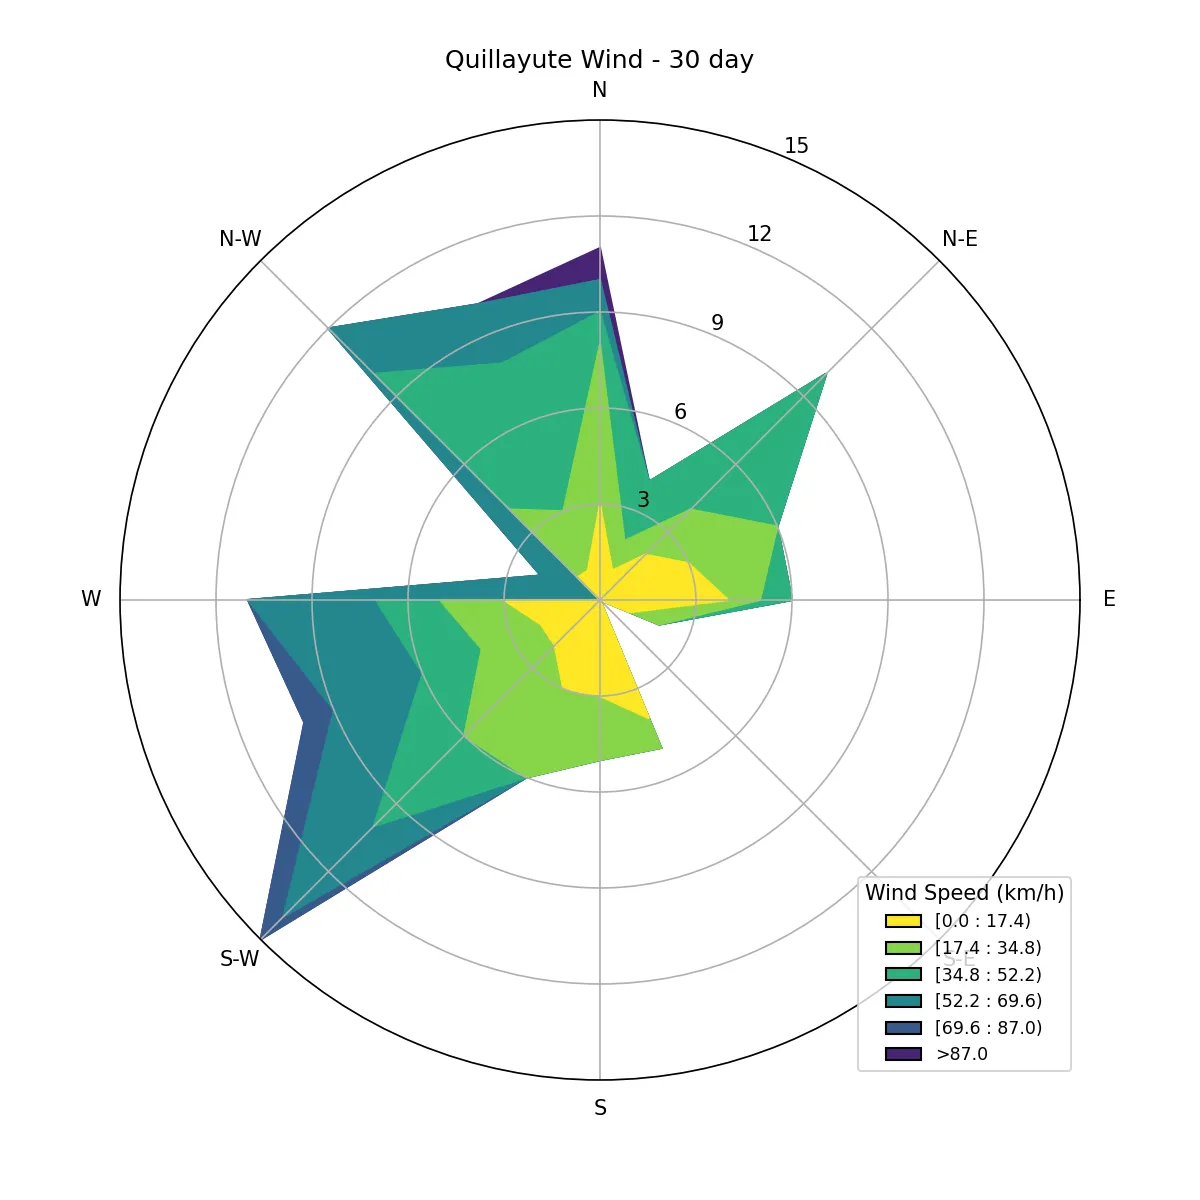 Quillayute Wind - 30 day
N
15
N-W
12
N-E
9
6
3
W
E
S-W
S-E
S
Wind Speed (km/h)
[0.0 : 17.4)
[17.4 : 34.8)
[34.8 : 52.2)
[52.2 : 69.6)
[69.6 : 87.0)
>87.0